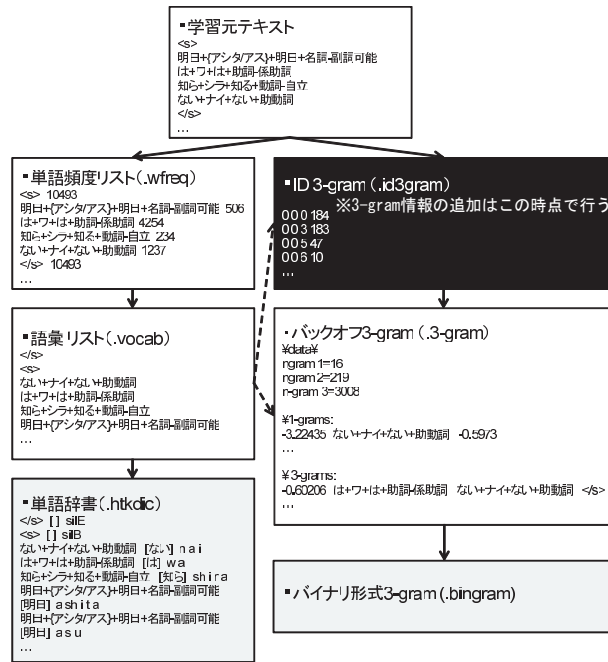 ▪学習元テキスト
<s>
明日+{アシタ/アス}+明日+名詞-副詞可能
は+ワ+は+助詞-係助詞
知ら+シラ+知る+動詞-自立
ない+ナイ+ない+助動詞
</s>
…
▪単語頻度リスト(.wfreq)
<s> 10493
明日+{アシタ/アス}+明日+名詞-副詞可能 506
は+ワ+は+助詞-係助詞 4254
知ら+シラ+知る+動詞-自立 234
ない+ナイ+ない+助動詞 1237
</s> 10493
…
▪語彙リスト(.vocab)
</s>
<s>
ない+ナイ+ない+助動詞
は+ワ+は+助詞-係助詞
知ら+シラ+知る+動詞-自立
明日+{アシタ/アス}+明日+名詞-副詞可能
…
▪単語辞書(.htkdic)
</s> [ ] silE
<s> [ ] silB
ない+ナイ+ない+助動詞 [ない] n a i
は+ワ+は+助詞-係助詞 [は] w a
知ら+シラ+知る+動詞-自立 [知ら] sh i r a
明日+{アシタ/アス}+明日+名詞-副詞可能
[明日] a sh i t a
明日+{アシタ/アス}+明日+名詞-副詞可能
[明日] a s u
…
▪ID 3-gram (.id3gram)
※3-gram情報の追加はこの時点で行う
0 0 0 184
0 0 3 183
0 0 5 47
0 0 6 10
…
▪バックオフ3-gram (.3-gram)
¥data¥
ngram 1=16
ngram 2=219
n-gram 3=3008
¥1-grams:
-3.22435 ない+ナイ+ない+助動詞 -0.5973
…
¥3-grams:
-0.60206 は+ワ+は+助詞-係助詞 ない+ナイ+ない+助動詞 </s>
…
▪バイナリ形式3-gram (.bingram)